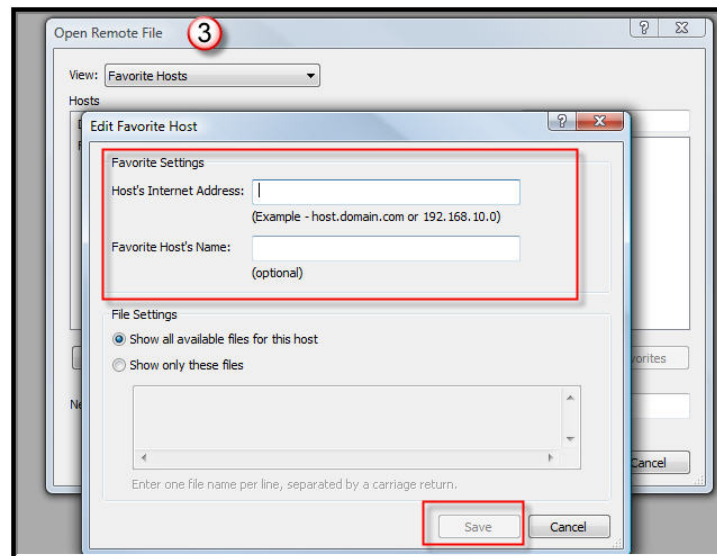 Open Remote File
3
View: Favorite Hosts
Hosts
Edit Favorite Host
Favorite Settings
Host's Internet Address:
(Example - host.domain.com or 192.168.10.0)
Favorite Host's Name:
(optional)
File Settings
Show all available files for this host
Show only these files
Enter one file name per line, separated by a carriage return.
Save
Cancel
Cancel